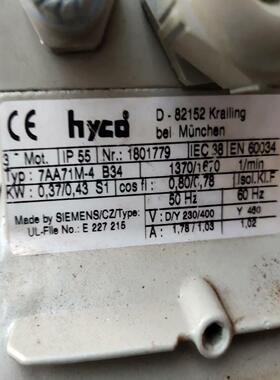 CE hyco D - 82152 Krailing
bei München
3~ Mot. IP 55 Nr.: 1801779 IEC 38 EN 60034
Typ : 7AA71M-4 B34 1370/1670 1/min
KW : 0,37/0,43 S1 cos fi : 0,80/0,78 Isol.Kl.F
50 Hz 60 Hz
Made by SIEMENS/CZ/Type: V : D/Y 230/400 Y 460
UL-File No.: E 227 215 A : 1,78 / 1,03 1,02